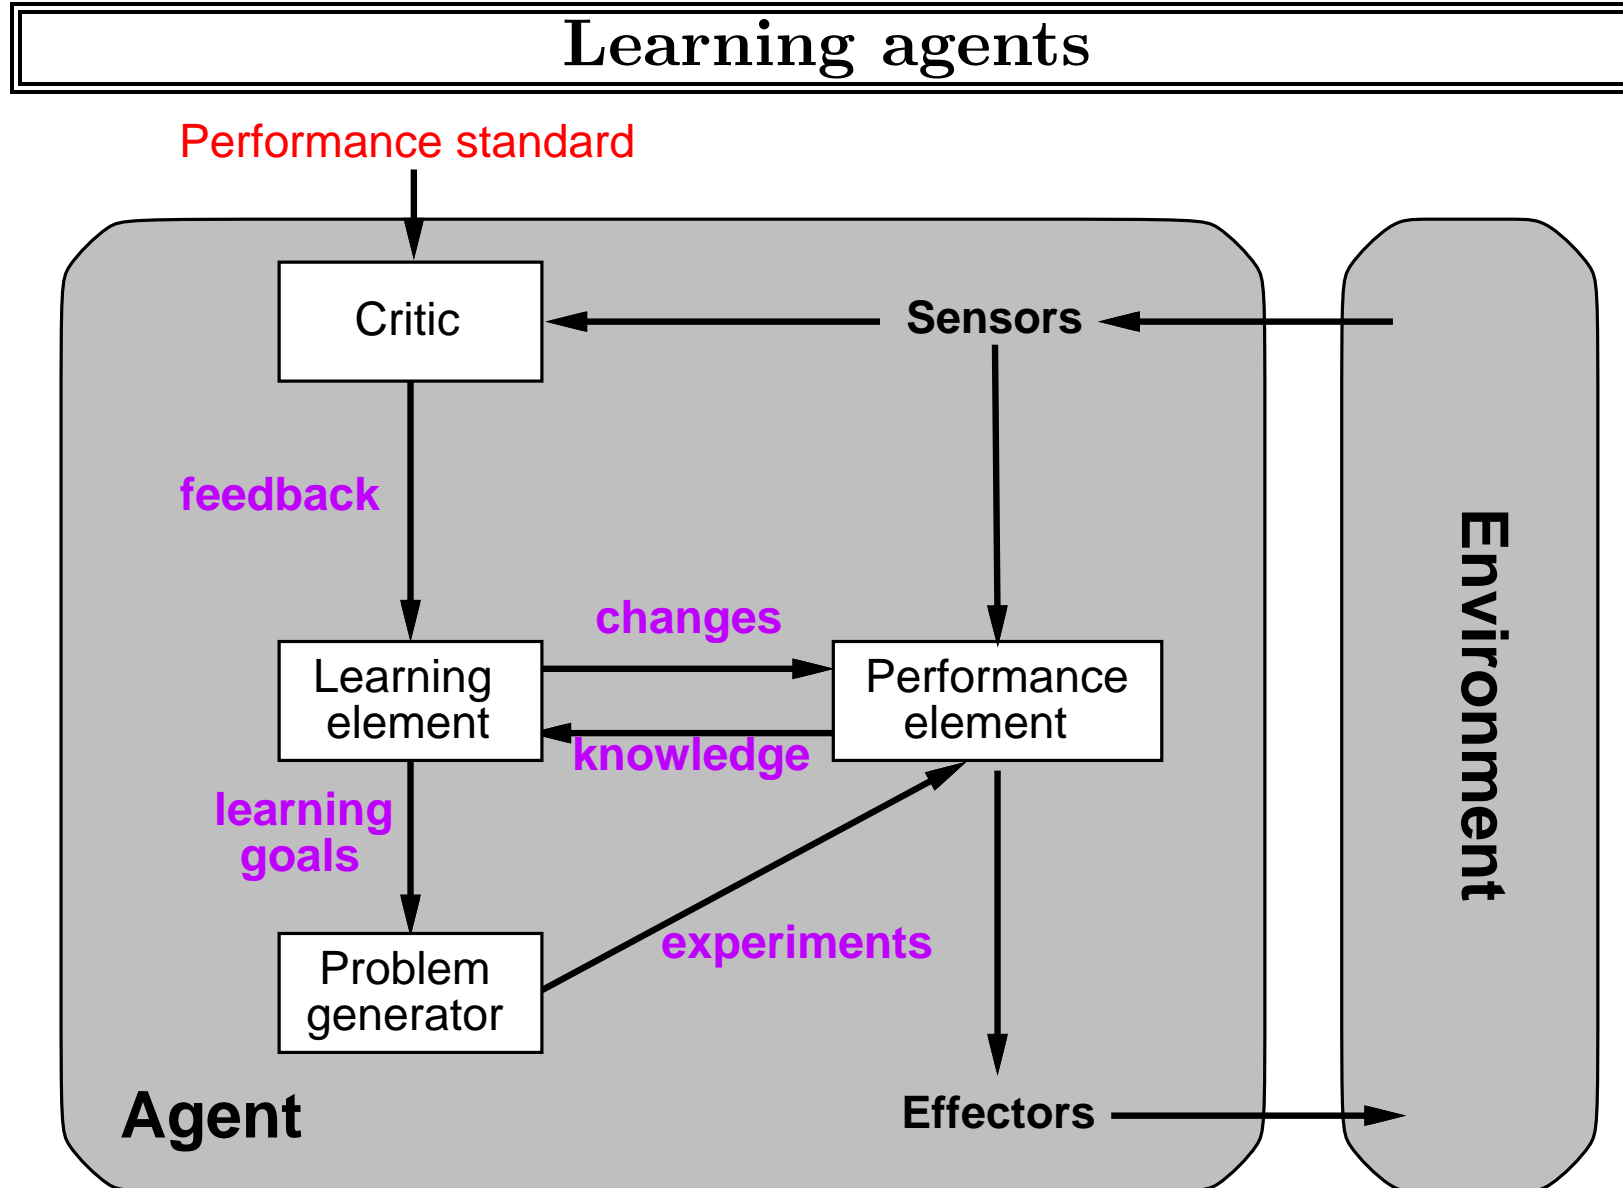 Learning agents
Performance standard
Critic
Sensors
feedback
changes
Learning
element
Performance
element
knowledge
learning
goals
experiments
Problem
generator
Agent
Effectors
Environment